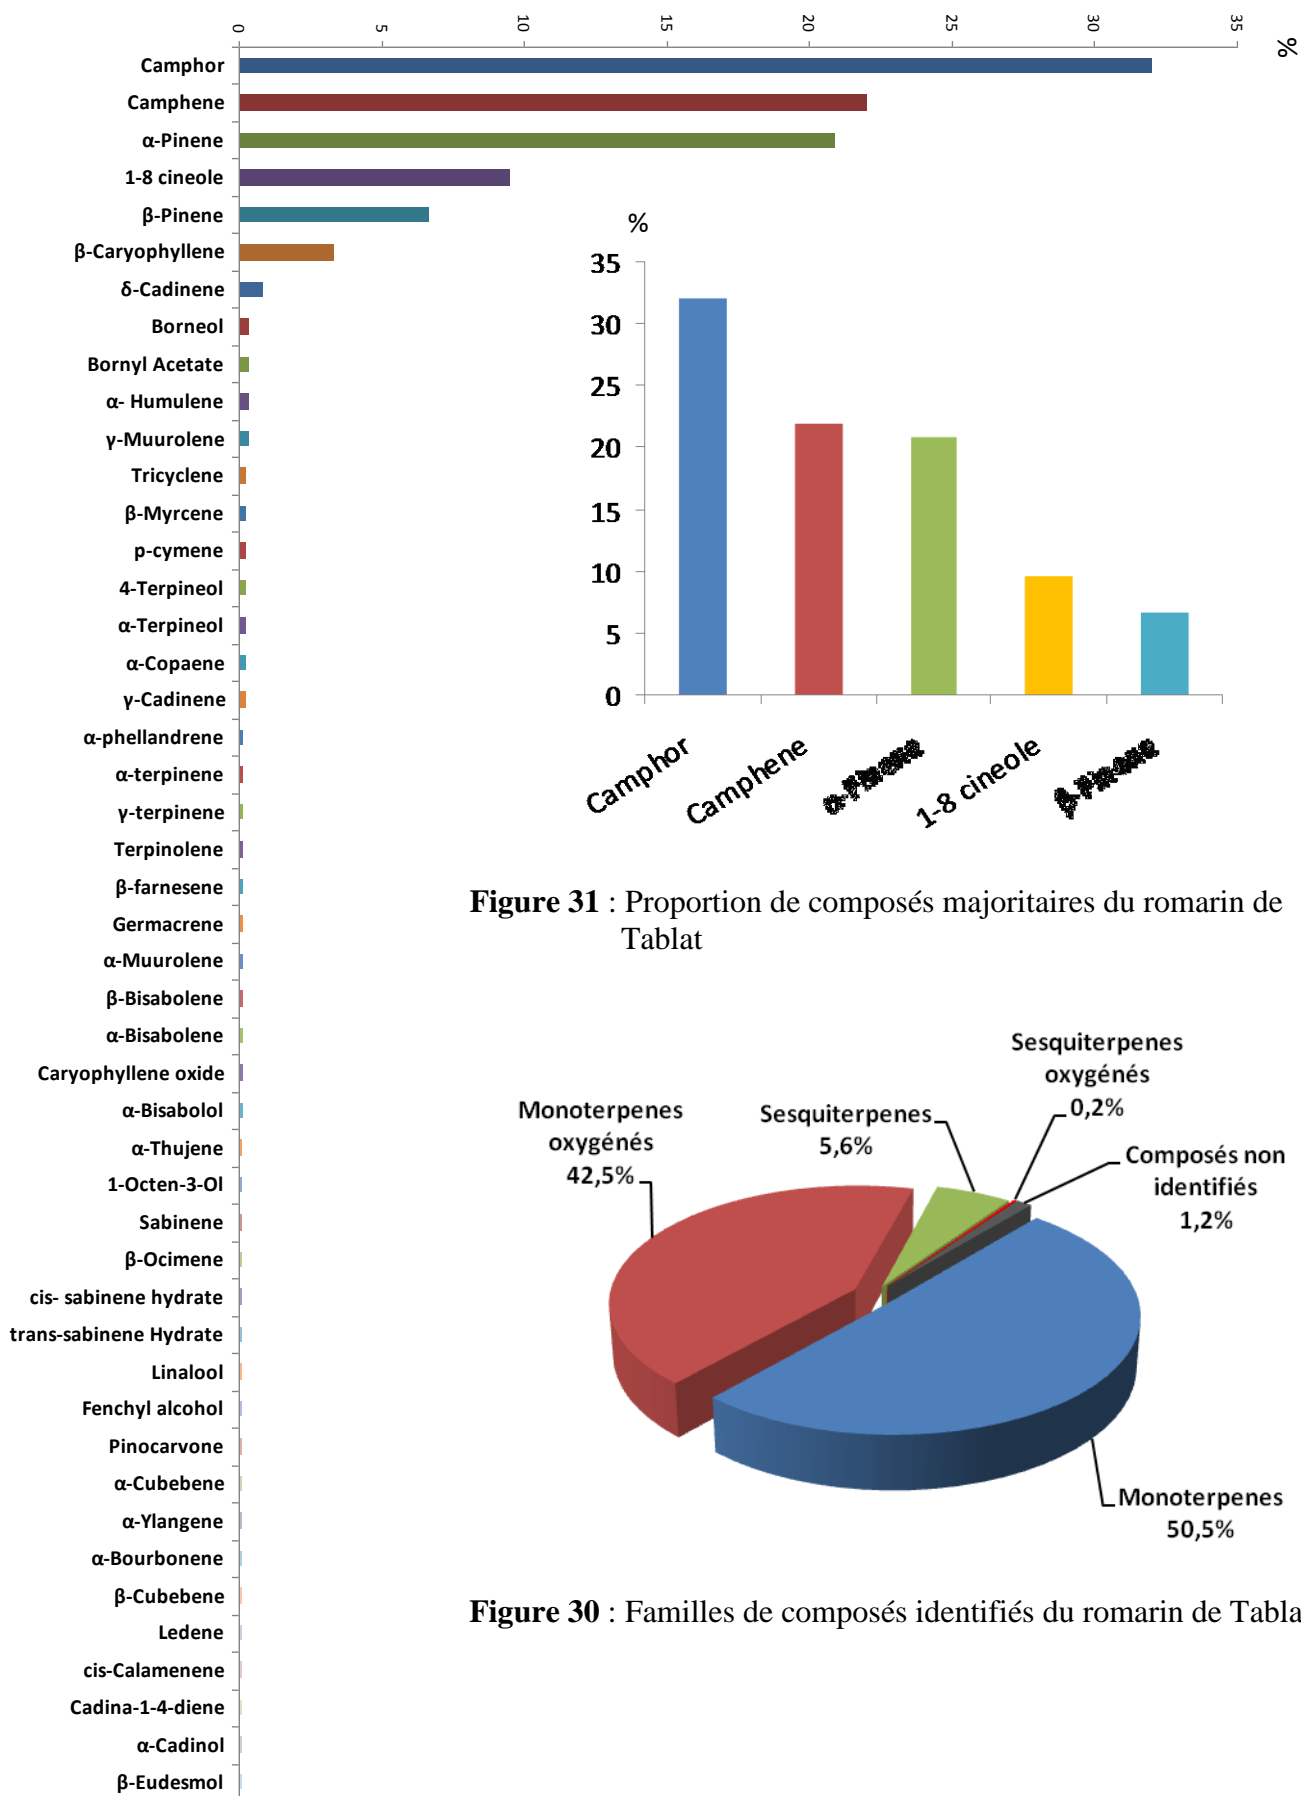 0
5
10
15
20
25
30
35
%
Camphor
Camphene
α-Pinene
1-8 cineole
β-Pinene
β-Caryophyllene
δ-Cadinene
Borneol
Bornyl Acetate
α- Humulene
γ-Muurolene
Tricyclene
β-Myrcene
p-cymene
4-Terpineol
α-Terpineol
α-Copaene
γ-Cadinene
α-phellandrene
α-terpinene
γ-terpinene
Terpinolene
β-farnesene
Germacrene
α-Muurolene
β-Bisabolene
α-Bisabolene
Caryophyllene oxide
α-Bisabolol
α-Thujene
1-Octen-3-Ol
Sabinene
β-Ocimene
cis- sabinene hydrate
trans-sabinene Hydrate
Linalool
Fenchyl alcohol
Pinocarvone
α-Cubebene
α-Ylangene
α-Bourbonene
β-Cubebene
Ledene
cis-Calamenene
Cadina-1-4-diene
α-Cadinol
β-Eudesmol
%
35
30
25
20
15
10
5
0
Camphor
Camphene
α-Pinene
1-8 cineole
β-Pinene
Figure 31 : Proportion de composés majoritaires du romarin de
Tablat
Monoterpenes
oxygénés
42,5%
Sesquiterpenes
5,6%
Sesquiterpenes
oxygénés
0,2%
Composés non
identifiés
1,2%
Monoterpenes
50,5%
Figure 30 : Familles de composés identifiés du romarin de Tabla